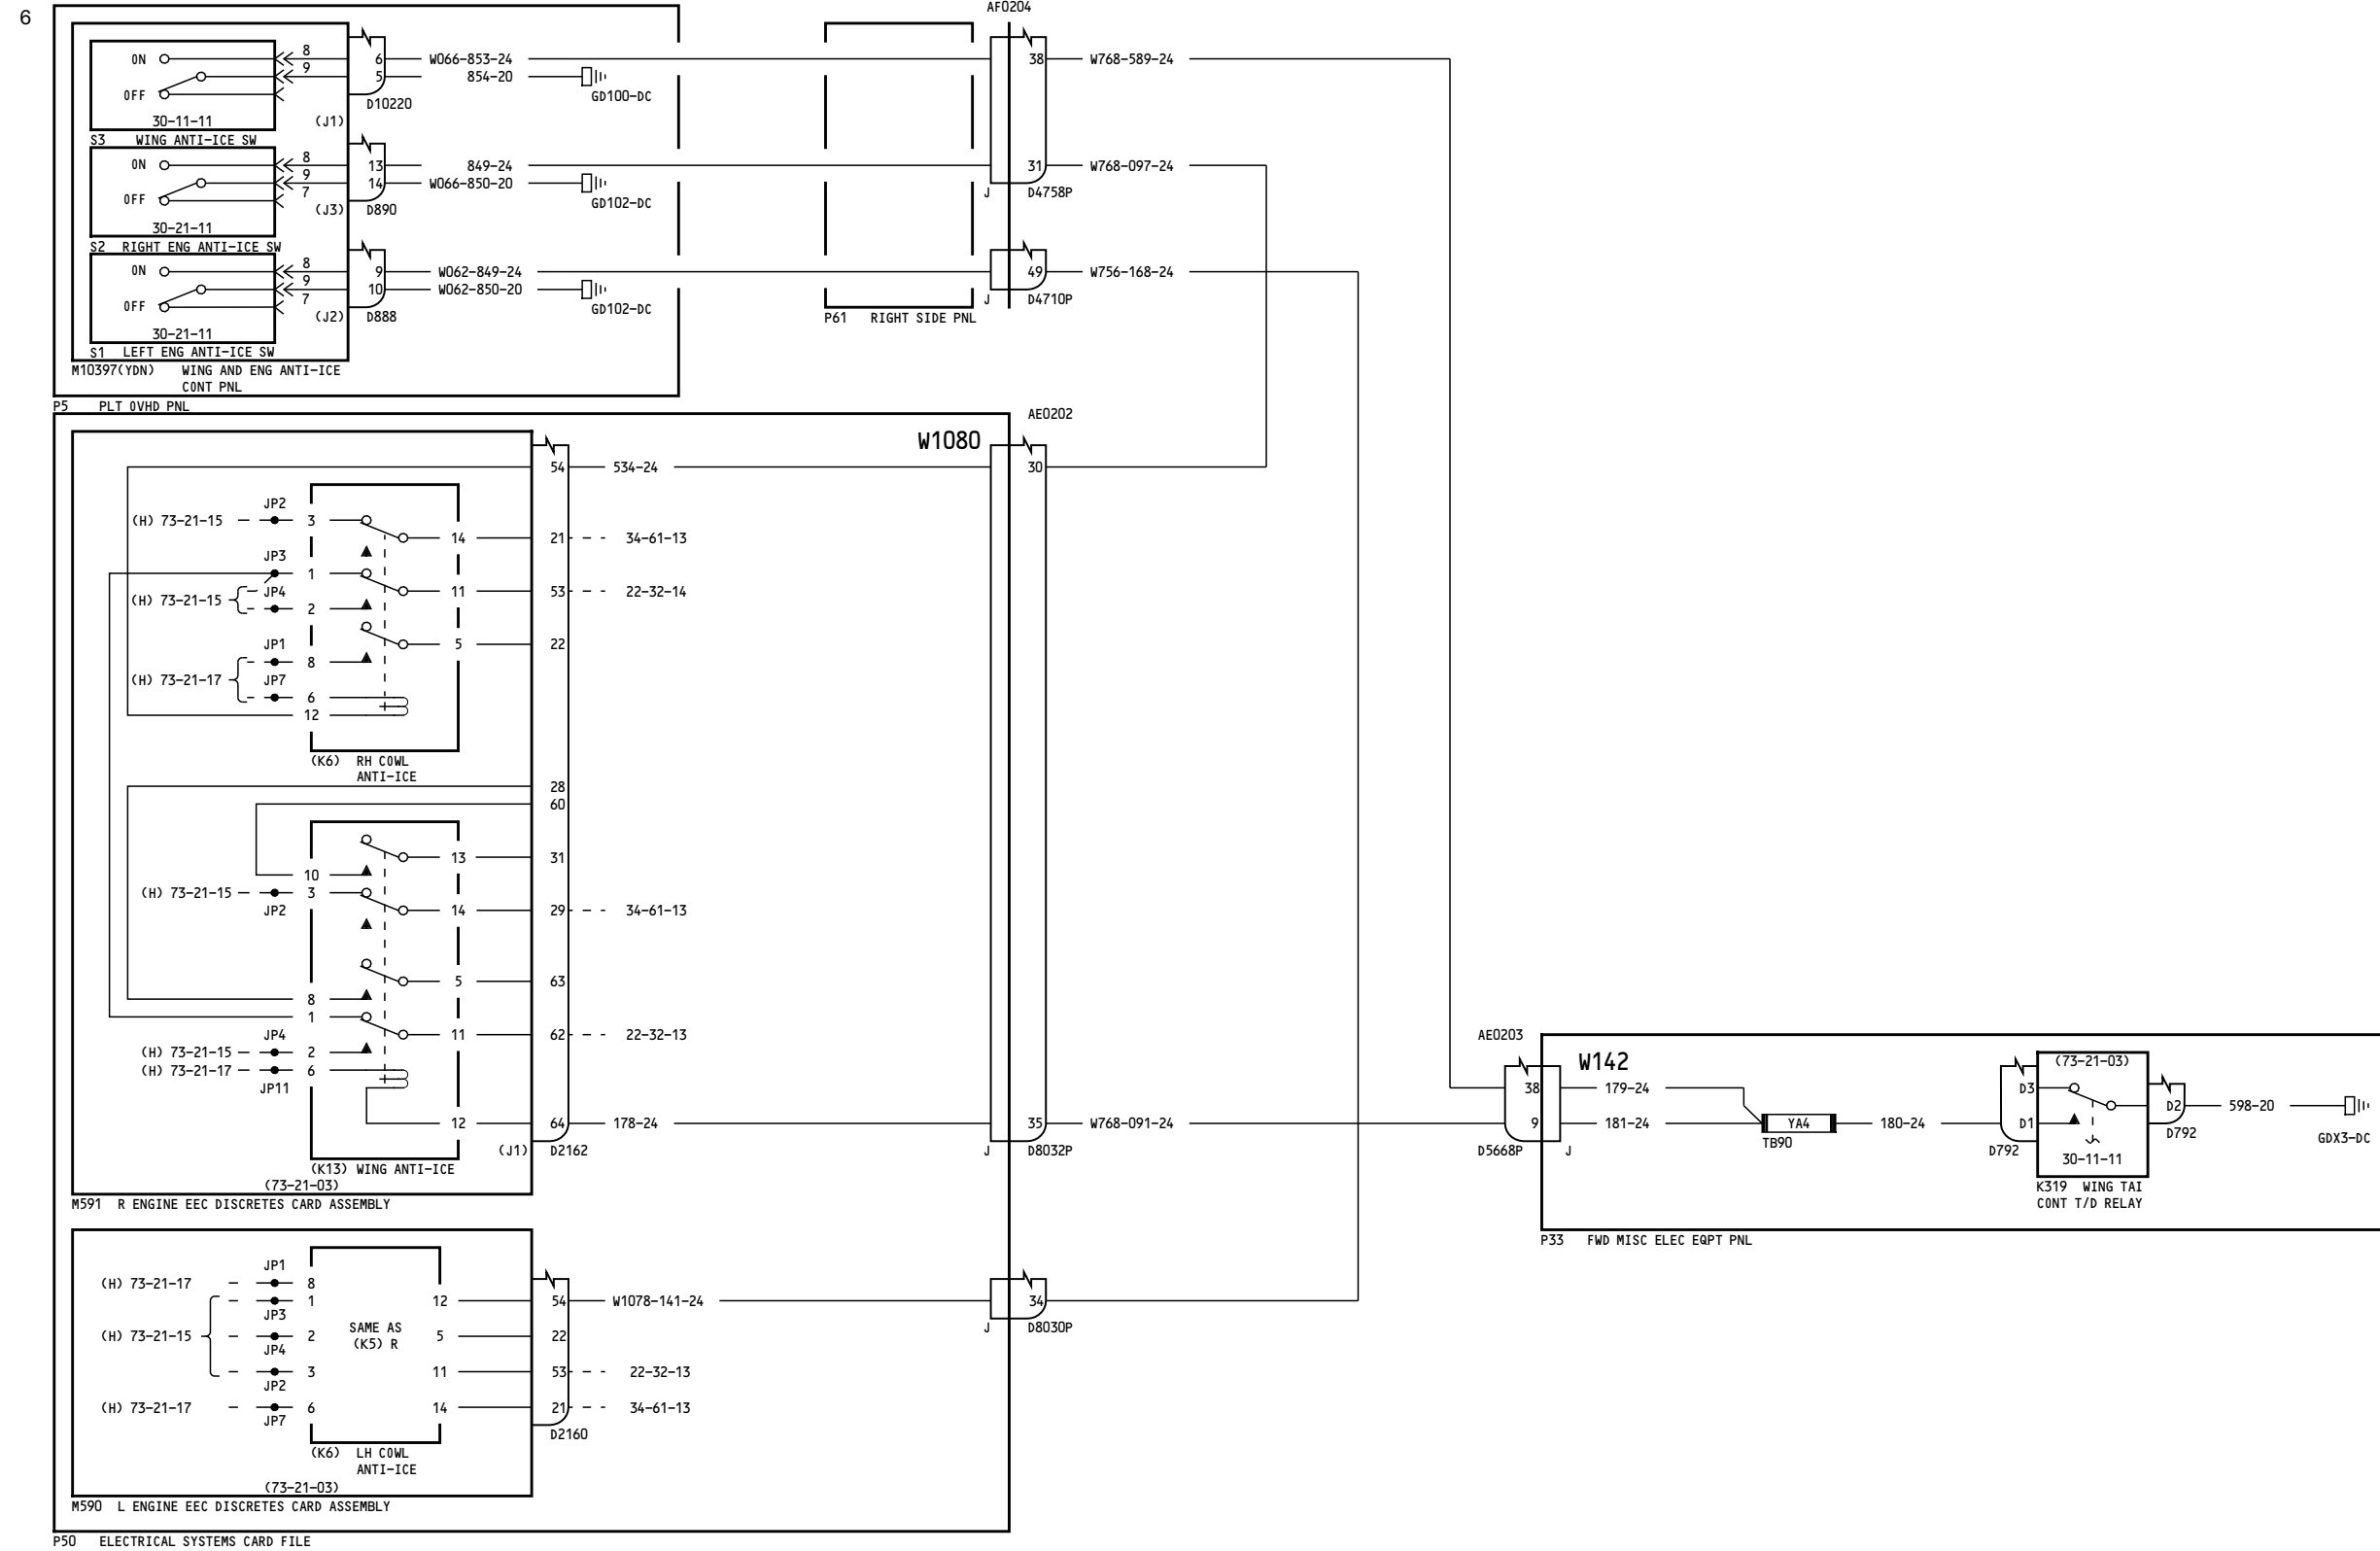 6
AF0204
ON
8
9
6
5
W066-853-24
854-20
GD100-DC
38
W768-589-24
OFF
30-11-11
D10220
(J1)
S3 WING ANTI-ICE SW
ON
8
9
7
13
14
849-24
W066-850-20
GD102-DC
31
W768-097-24
OFF
30-21-11
(J3)
D890
J
D4758P
S2 RIGHT ENG ANTI-ICE SW
ON
8
9
7
9
10
W062-849-24
W062-850-20
GD102-DC
49
W756-168-24
OFF
30-21-11
(J2)
D888
J
D4710P
P61 RIGHT SIDE PNL
S1 LEFT ENG ANTI-ICE SW
M10397(YDN) WING AND ENG ANTI-ICE
CONT PNL
P5 PLT OVHD PNL
AE0202
W1080
54
534-24
30
JP2
(H) 73-21-15
3
14
21
34-61-13
JP3
1
(H) 73-21-15
JP4
11
53
22-32-14
2
JP1
5
22
8
(H) 73-21-17
JP7
6
12
(K6) RH COWL
ANTI-ICE
28
60
13
31
10
(H) 73-21-15
3
JP2
14
29
34-61-13
5
63
8
1
JP4
11
62
22-32-13
(H) 73-21-15
2
(H) 73-21-17
6
JP11
12
64
178-24
35
W768-091-24
(J1)
D2162
J
D8032P
(K13) WING ANTI-ICE
(73-21-03)
M591 R ENGINE EEC DISCRETES CARD ASSEMBLY
AE0203
W142
38
179-24
9
181-24
D5668P
J
YA4
TB90
180-24
(73-21-03)
D3
D1
D792
D2
D792
598-20
GDX3-DC
30-11-11
K319 WING TAI
CONT T/D RELAY
P33 FWD MISC ELEC EQPT PNL
JP1
(H) 73-21-17
8
1
12
54
W1078-141-24
34
JP3
(H) 73-21-15
2
SAME AS
(K5) R
5
22
J
D8030P
JP4
3
11
53
22-32-13
JP2
(H) 73-21-17
6
14
21
34-61-13
JP7
D2160
(K6) LH COWL
ANTI-ICE
(73-21-03)
M590 L ENGINE EEC DISCRETES CARD ASSEMBLY
P50 ELECTRICAL SYSTEMS CARD FILE